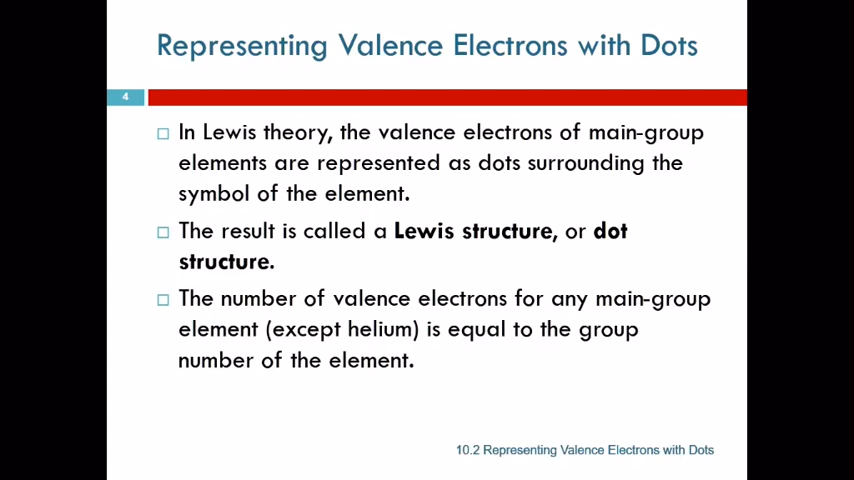 Representing Valence Electrons with Dots
4
In Lewis theory, the valence electrons of main-group
elements are represented as dots surrounding the
symbol of the element.
The result is called a Lewis structure, or dot
structure.
The number of valence electrons for any main-group
element (except helium) is equal to the group
number of the element.
10.2 Representing Valence Electrons with Dots